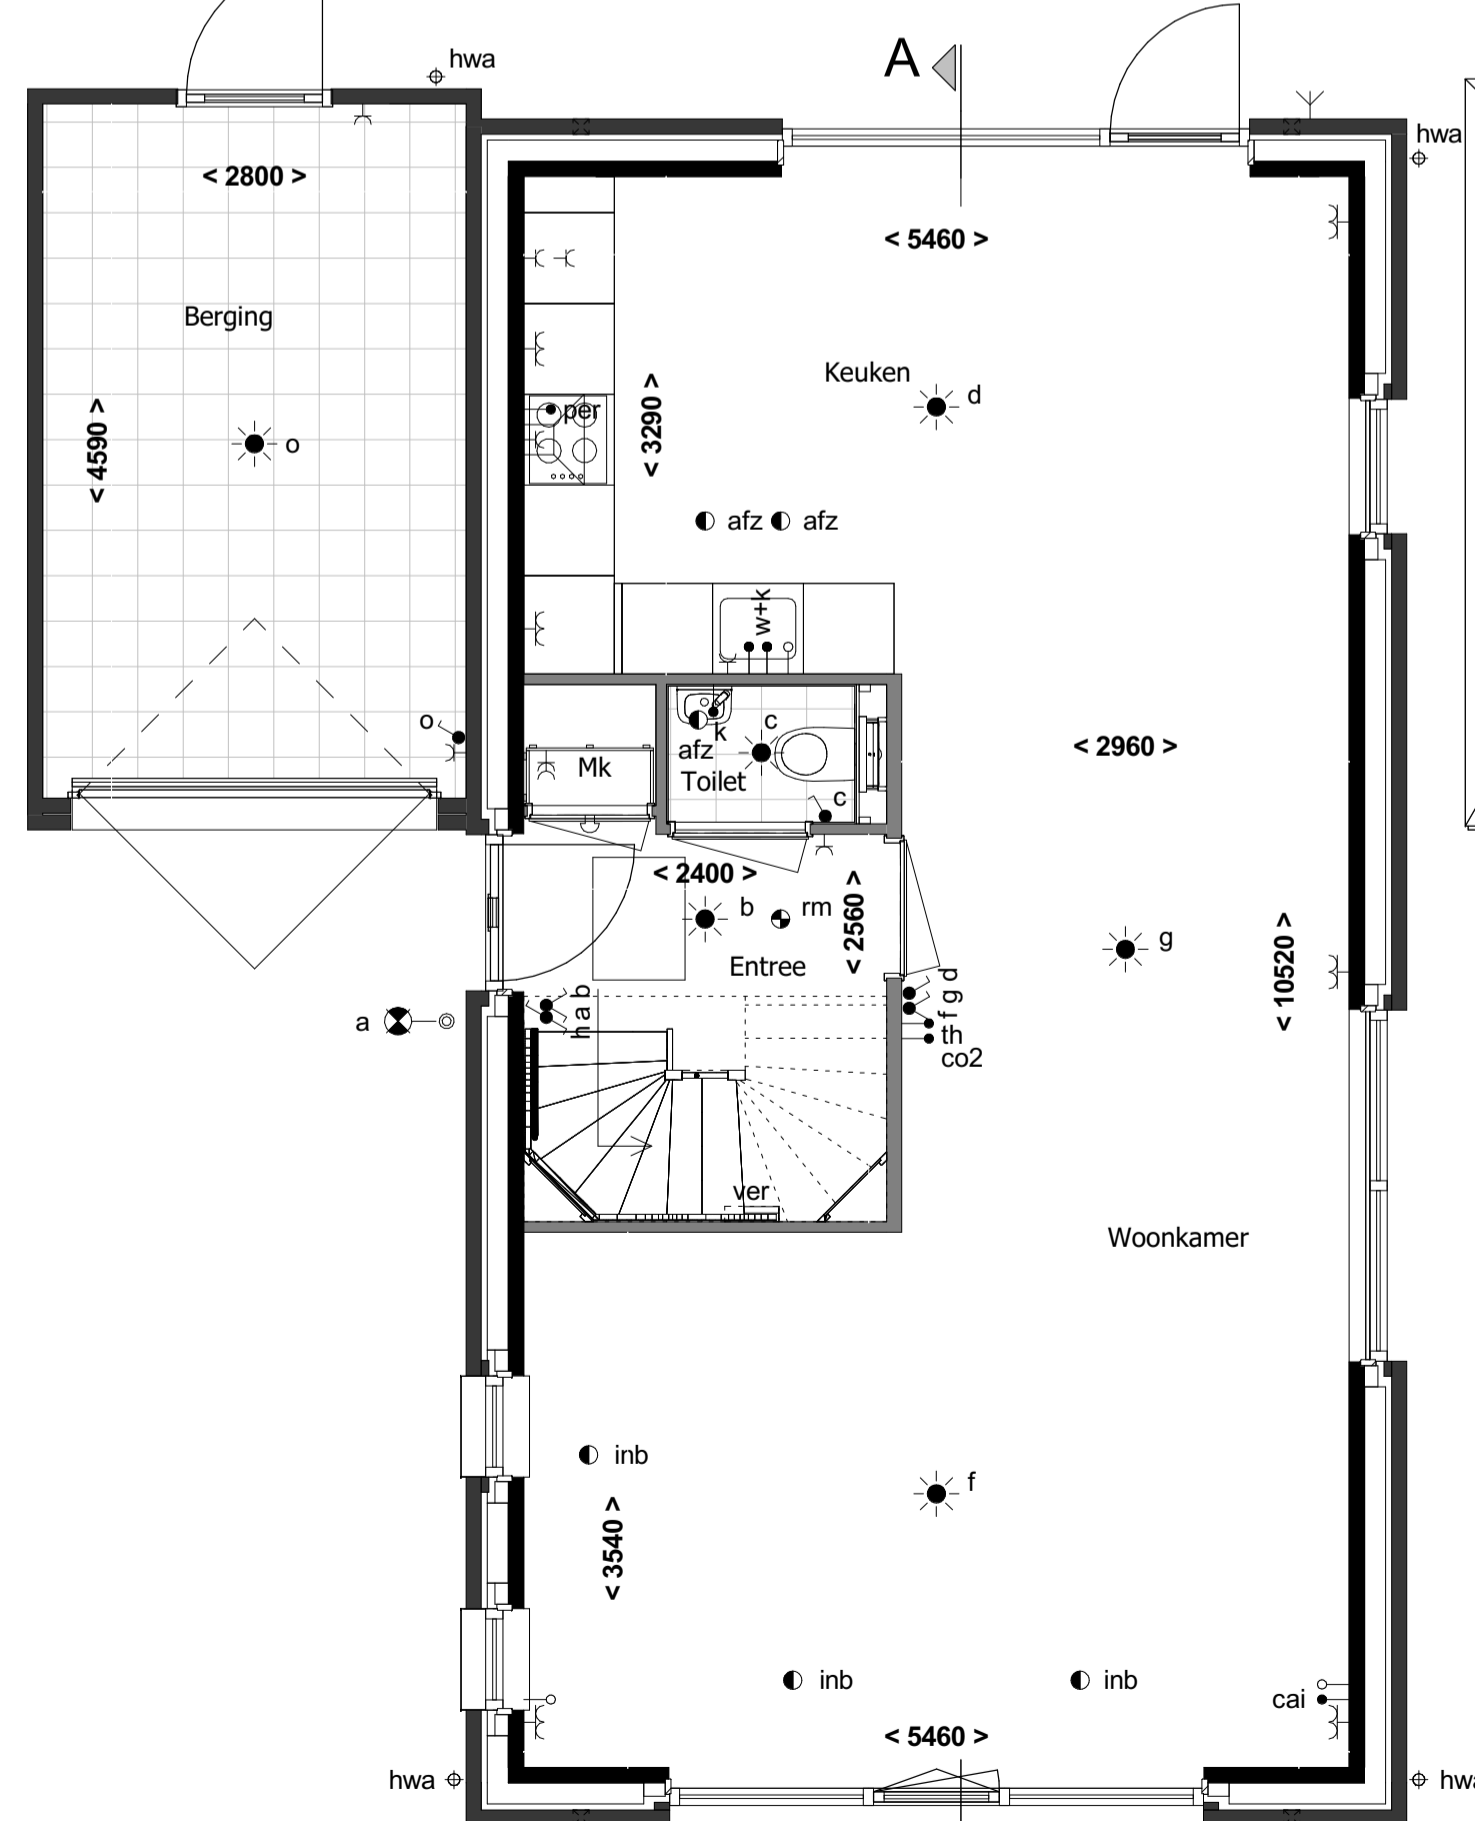 hwa
A
hwa
< 2800 >
< 5460 >
Berging
Keuken
d
< 4590 >
< 3290 >
per
o
afz
afz
w+k
o
k
c
afz
Mk
Toilet
c
< 2960 >
< 2400 >
< 2560 >
b
rm
Entree
g
< 10520 >
a
h a b
f g d
th
co2
ver
Woonkamer
inb
f
< 3540 >
inb
inb
cai
< 5460 >
hwa